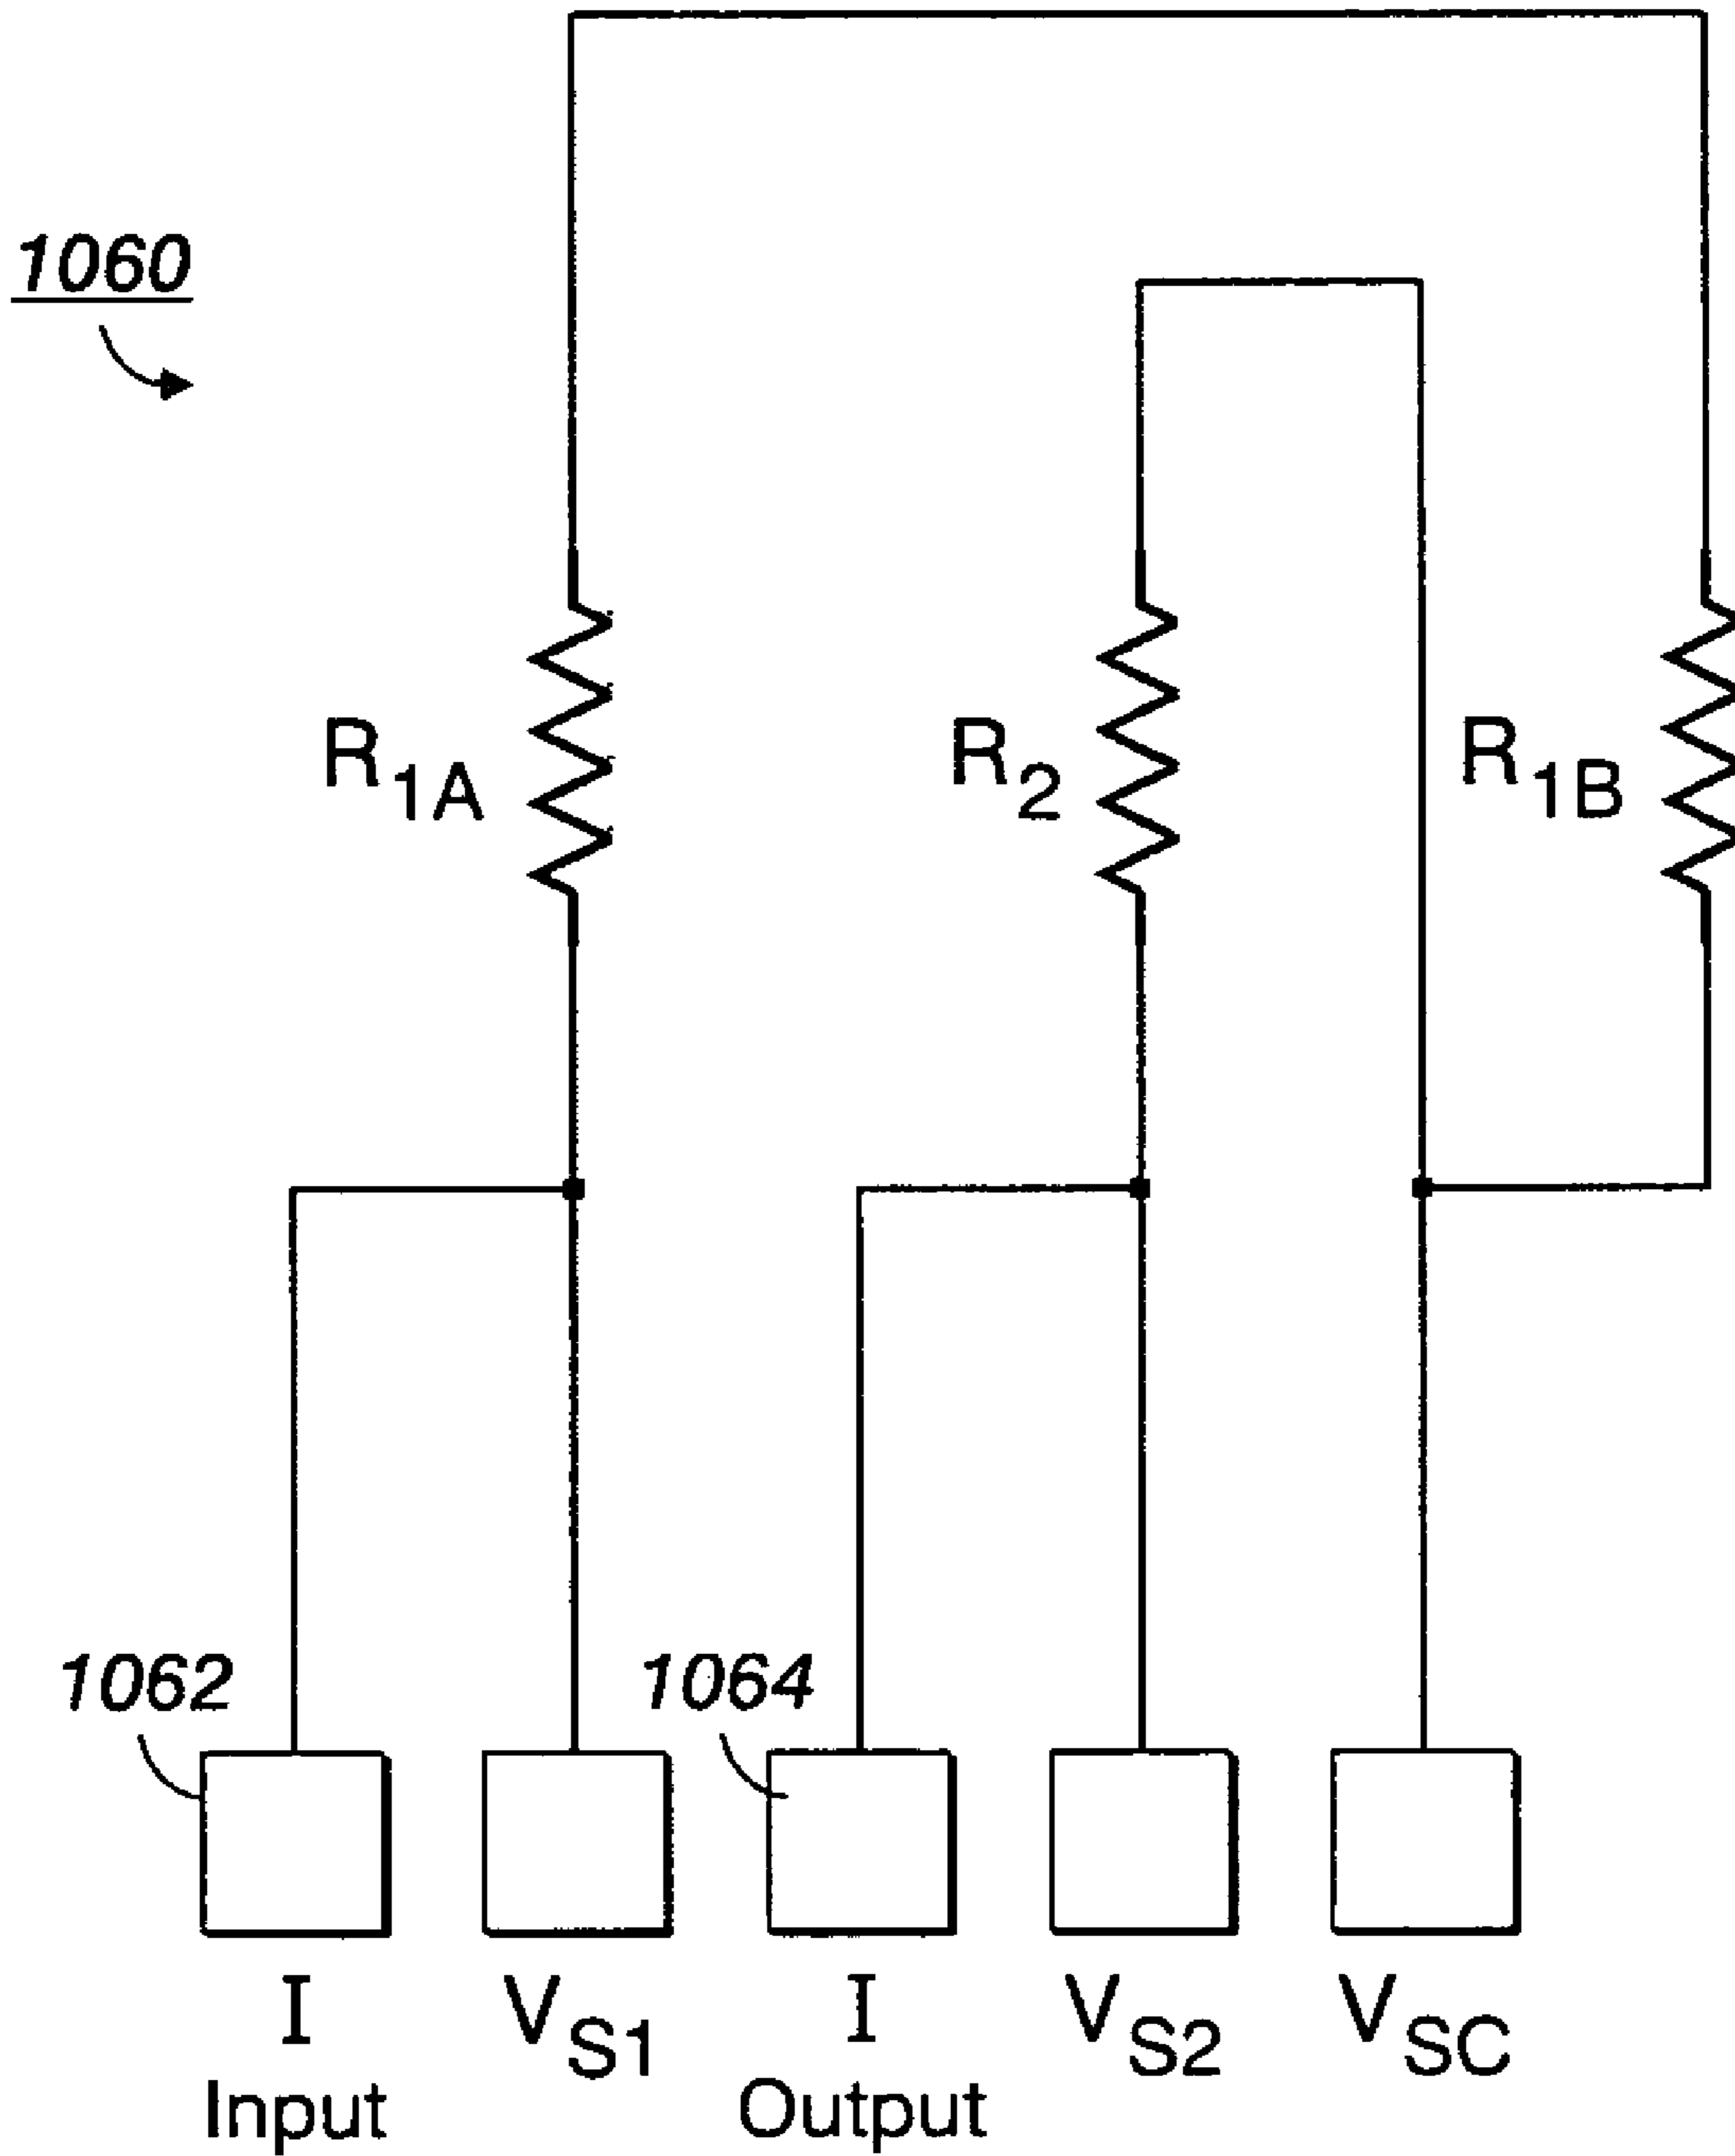 1060
R1A
R2
R1B
1062
1064
I VS1 I VS2 VSC
Input Output